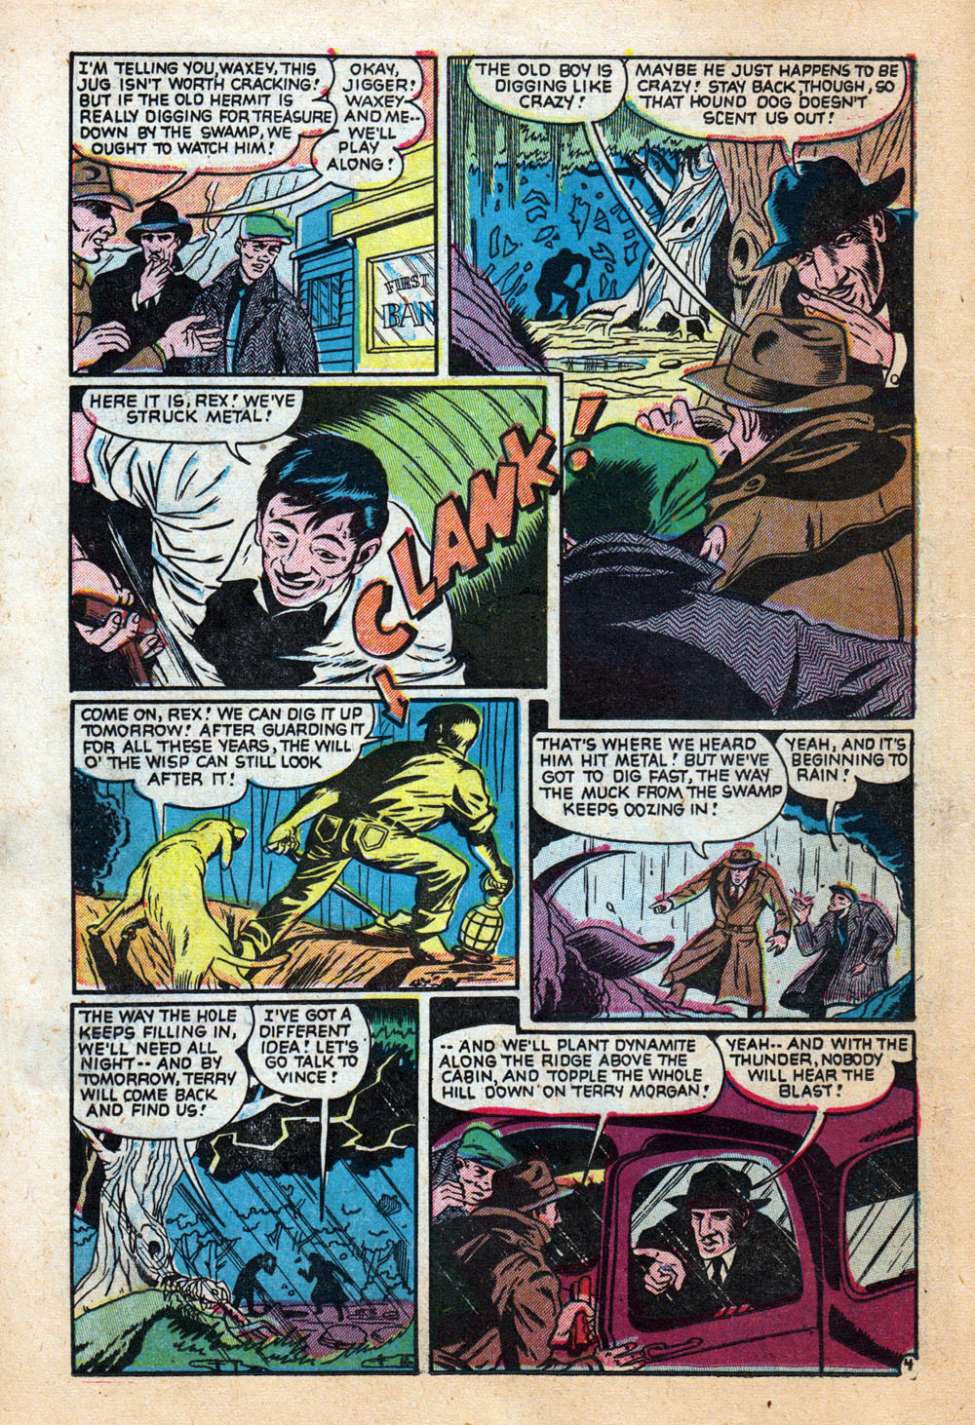 I'M TELLING YOU, WAXEY, THIS
JUG ISN'T WORTH CRACKING!
BUT IF THE OLD HERMIT IS
REALLY DIGGING FOR TREASURE
DOWN BY THE SWAMP, WE
OUGHT TO WATCH HIM!
OKAY,
JIGGER!
WAXEY
AND ME--
WE'LL
PLAY
ALONG!
FIRST
BAN
THE OLD BOY IS
DIGGING LIKE
CRAZY!
MAYBE HE JUST HAPPENS TO BE
CRAZY! STAY BACK, THOUGH, SO
THAT HOUND DOG DOESN'T
SCENT US OUT!
HERE IT IS, REX! WE'VE
STRUCK METAL!
CLANK!
COME ON, REX! WE CAN DIG IT UP
TOMORROW! AFTER GUARDING IT
FOR ALL THESE YEARS, THE WILL
O' THE WISP CAN STILL LOOK
AFTER IT!
THAT'S WHERE WE HEARD
HIM HIT METAL! BUT WE'VE
GOT TO DIG FAST, THE WAY
THE MUCK FROM THE SWAMP
KEEPS OOZING IN!
YEAH, AND IT'S
BEGINNING TO
RAIN!
THE WAY THE HOLE
KEEPS FILLING IN,
WE'LL NEED ALL
NIGHT-- AND BY
TOMORROW, TERRY
WILL COME BACK
AND FIND US!
I'VE GOT A
DIFFERENT
IDEA! LET'S
GO TALK TO
VINCE!
-- AND WE'LL PLANT DYNAMITE
ALONG THE RIDGE ABOVE THE
CABIN, AND TOPPLE THE WHOLE
HILL DOWN ON TERRY MORGAN!
YEAH-- AND WITH THE
THUNDER, NOBODY
WILL HEAR THE
BLAST!
4